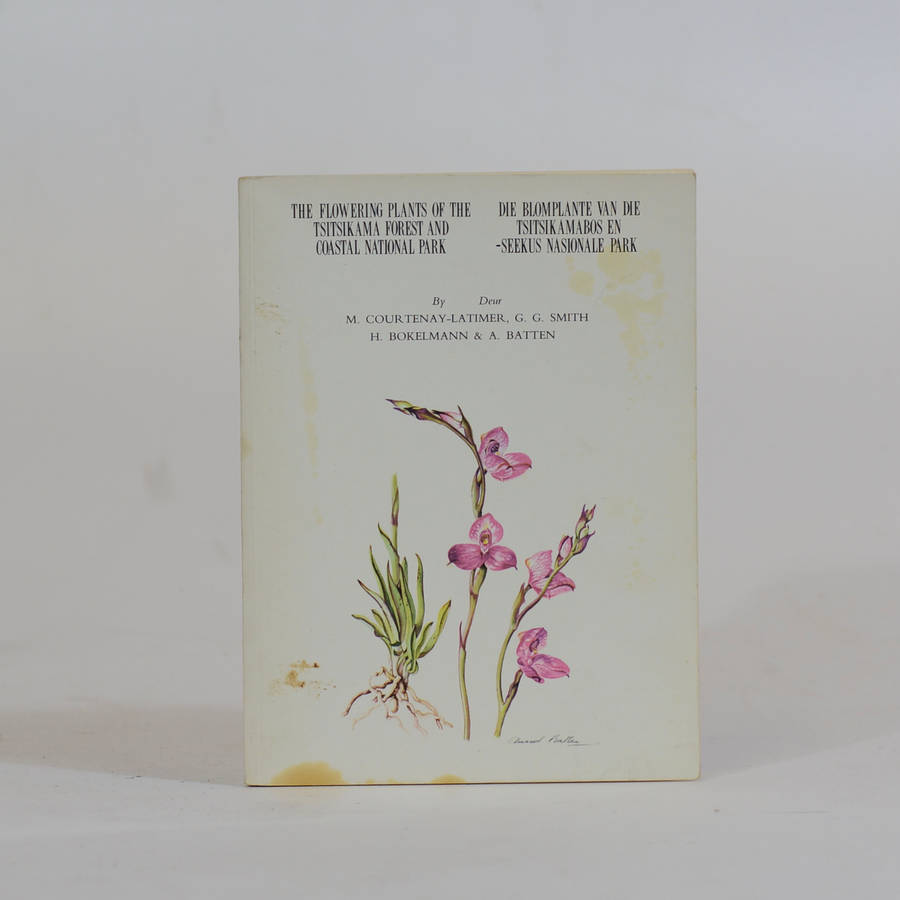 THE FLOWERING PLANTS OF THE
TSITSIKAMA FOREST AND
COASTAL NATIONAL PARK
DIE BLOMPLANTE VAN DIE
TSITSIKAMABOS EN
-SEEKUS NASIONALE PARK
By Deur
M. COURTENAY-LATIMER, G. G. SMITH
H. BOKELMANN & A. BATTEN
Batten